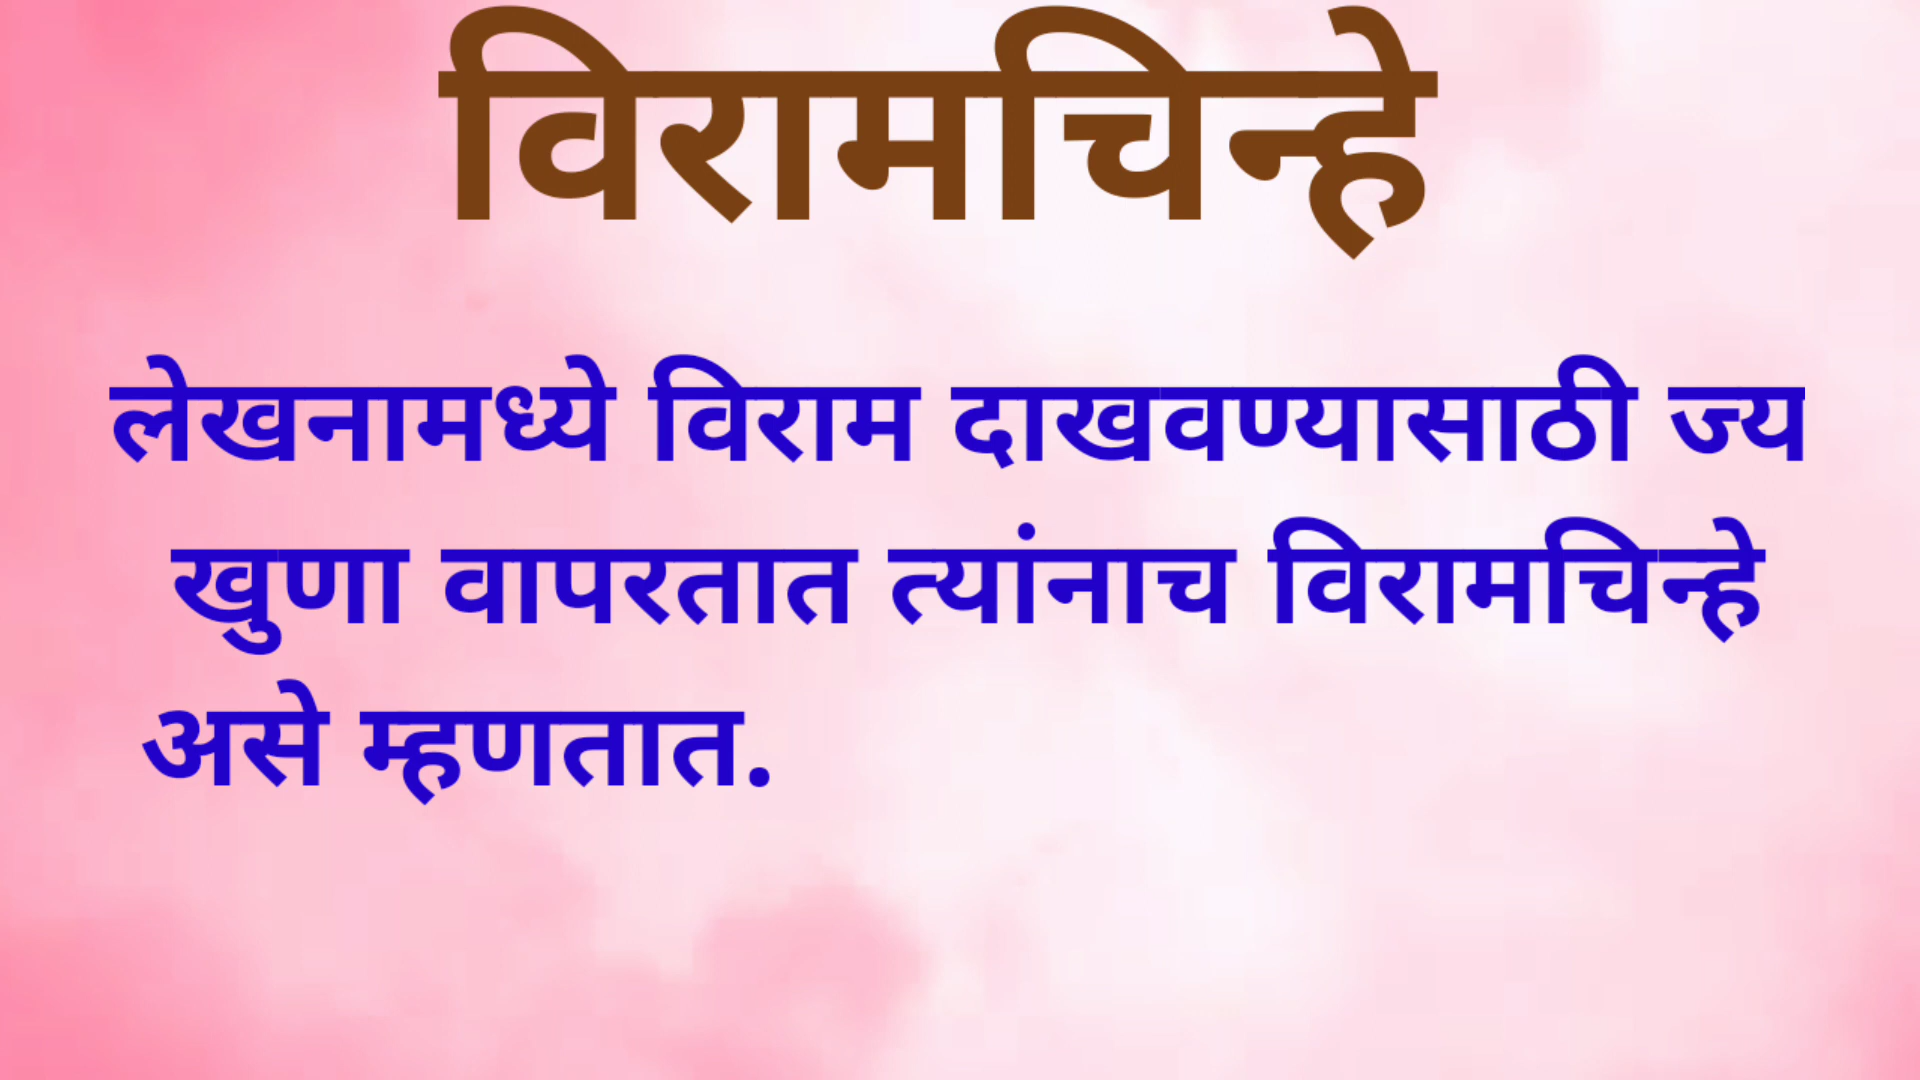 विरामचिन्हे
लेखनामध्ये विराम दाखवण्यासाठी ज्य
खुणा वापरतात त्यांनाच विरामचिन्हे
असे म्हणतात.